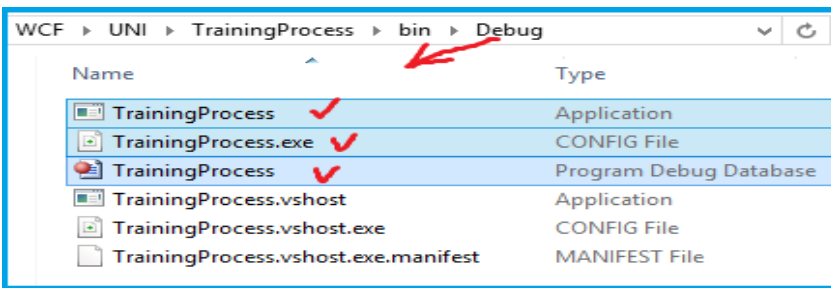 WCF UNI TrainingProcess bin Debug
Name Type
TrainingProcess Application
TrainingProcess.exe CONFIG File
TrainingProcess Program Debug Database
TrainingProcess.vshost Application
TrainingProcess.vshost.exe CONFIG File
TrainingProcess.vshost.exe.manifest MANIFEST File